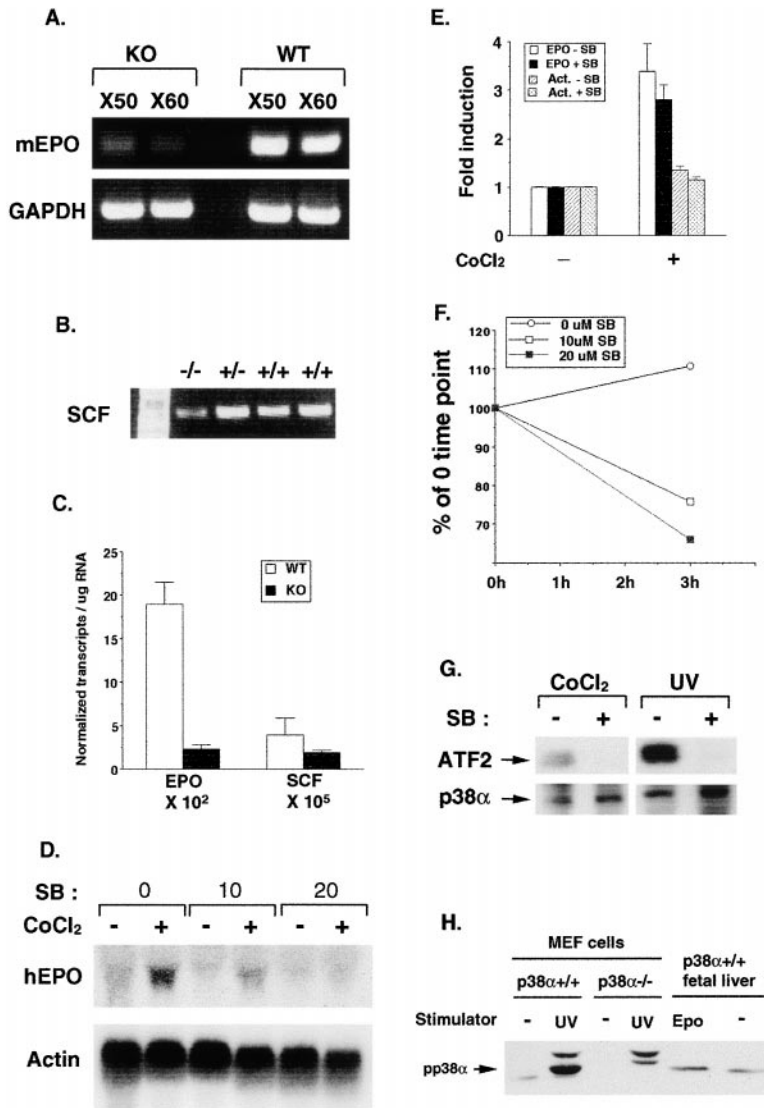 A.
KO WT
X50 X60 X50 X60
mEPO
GAPDH
B.
-/- +/- +/+ +/+
SCF
C.
Normalized transcripts / ug RNA
25
20
15
10
5
0
WT
KO
EPO SCF
X 10² X 10⁵
D.
SB : 0 10 20
CoCl₂ - + - + - +
hEPO
Actin
E.
Fold induction
4
3
2
1
0
EPO - SB
EPO + SB
Act. - SB
Act. + SB
CoCl₂ – +
F.
0 uM SB
10uM SB
20 uM SB
% of 0 time point
120
110
100
90
80
70
0h 1h 2h 3h
G.
CoCl₂ UV
SB : - + - +
ATF2
p38α
H.
MEF cells
p38α+/+ p38α-/- p38α+/+
fetal liver
Stimulator - UV - UV Epo -
pp38α